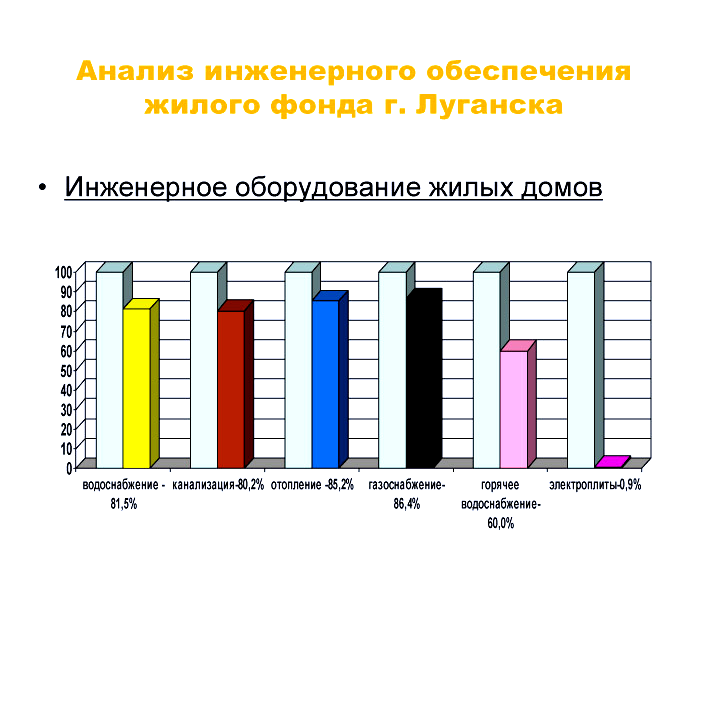 Анализ инженерного обеспечения
жилого фонда г. Луганска
• Инженерное оборудование жилых домов
100
90
80
70
60
50
40
30
20
10
0
водоснабжение -
81,5%
канализация-80,2%
отопление -85,2%
газоснабжение-
86,4%
горячее
водоснабжение-
60,0%
электроплиты-0,9%